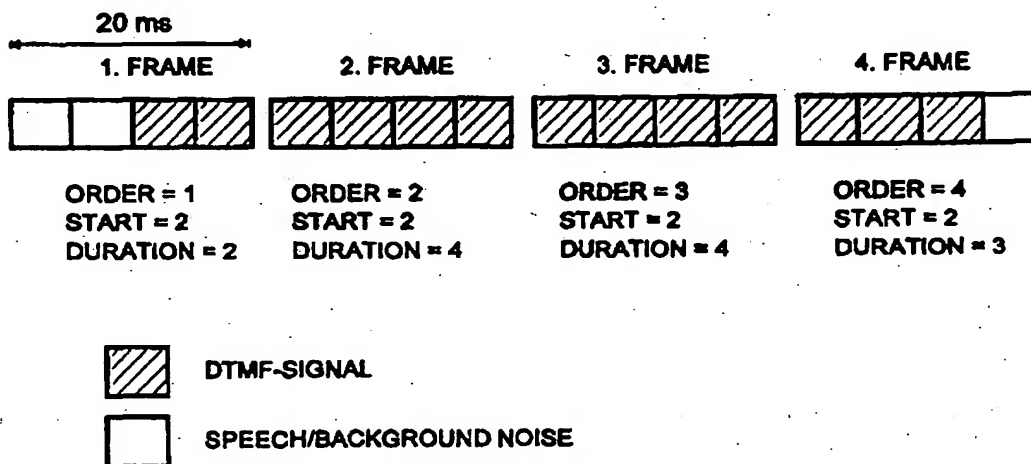 20 ms
1. FRAME 2. FRAME 3. FRAME 4. FRAME
ORDER = 1 ORDER = 2 ORDER = 3 ORDER = 4
START = 2 START = 2 START = 2 START = 2
DURATION = 2 DURATION = 4 DURATION = 4 DURATION = 3
DTMF-SIGNAL
SPEECH/BACKGROUND NOISE